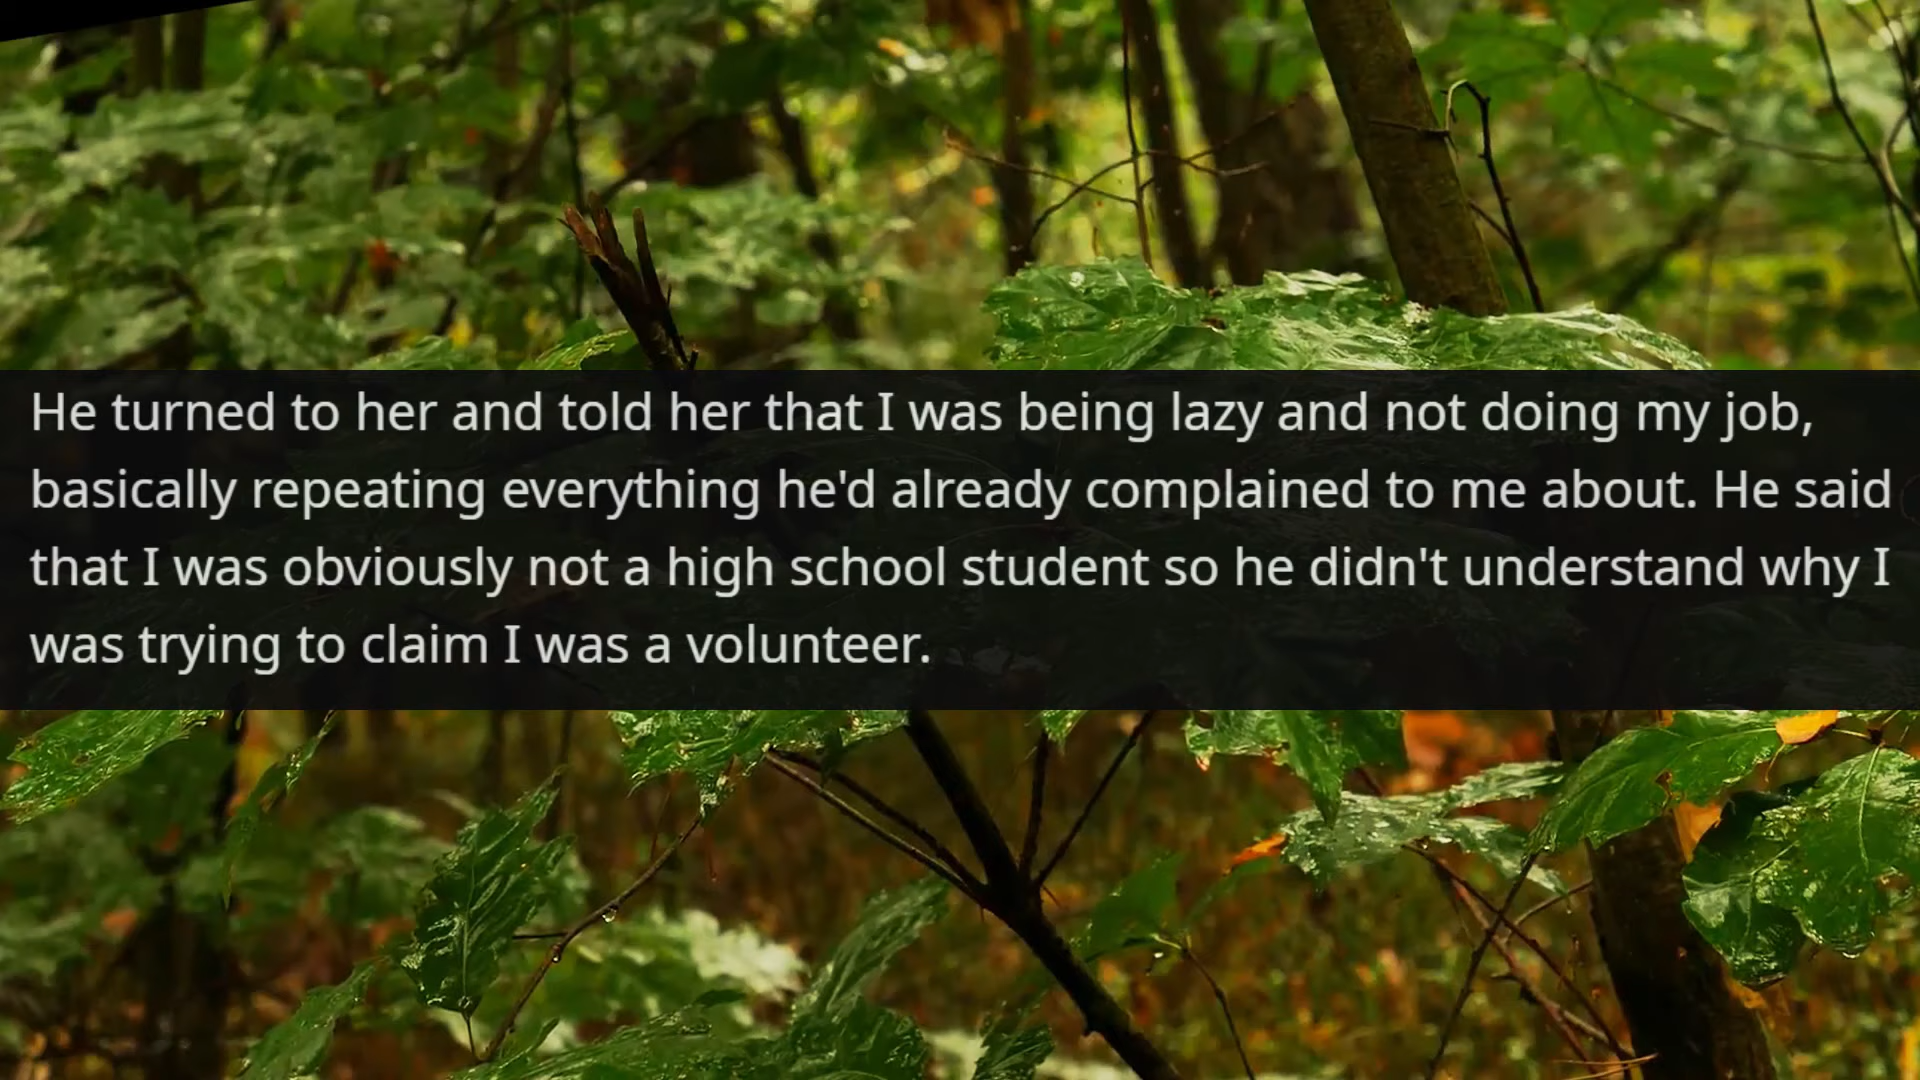 He turned to her and told her that I was being lazy and not doing my job,
basically repeating everything he'd already complained to me about. He said
that I was obviously not a high school student so he didn't understand why I
was trying to claim I was a volunteer.